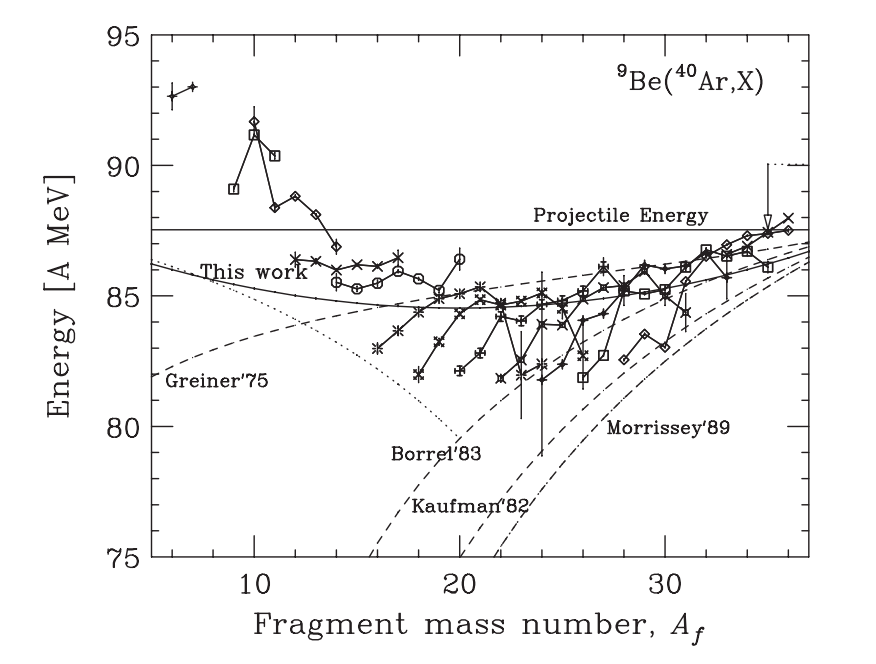 95
90
85
80
75
Energy [A MeV]
⁹Be(⁴⁰Ar,X)
Projectile Energy
This work
Greiner'75
Borrel'83
Morrissey'89
Kaufman'82
10 20 30
Fragment mass number, A_f